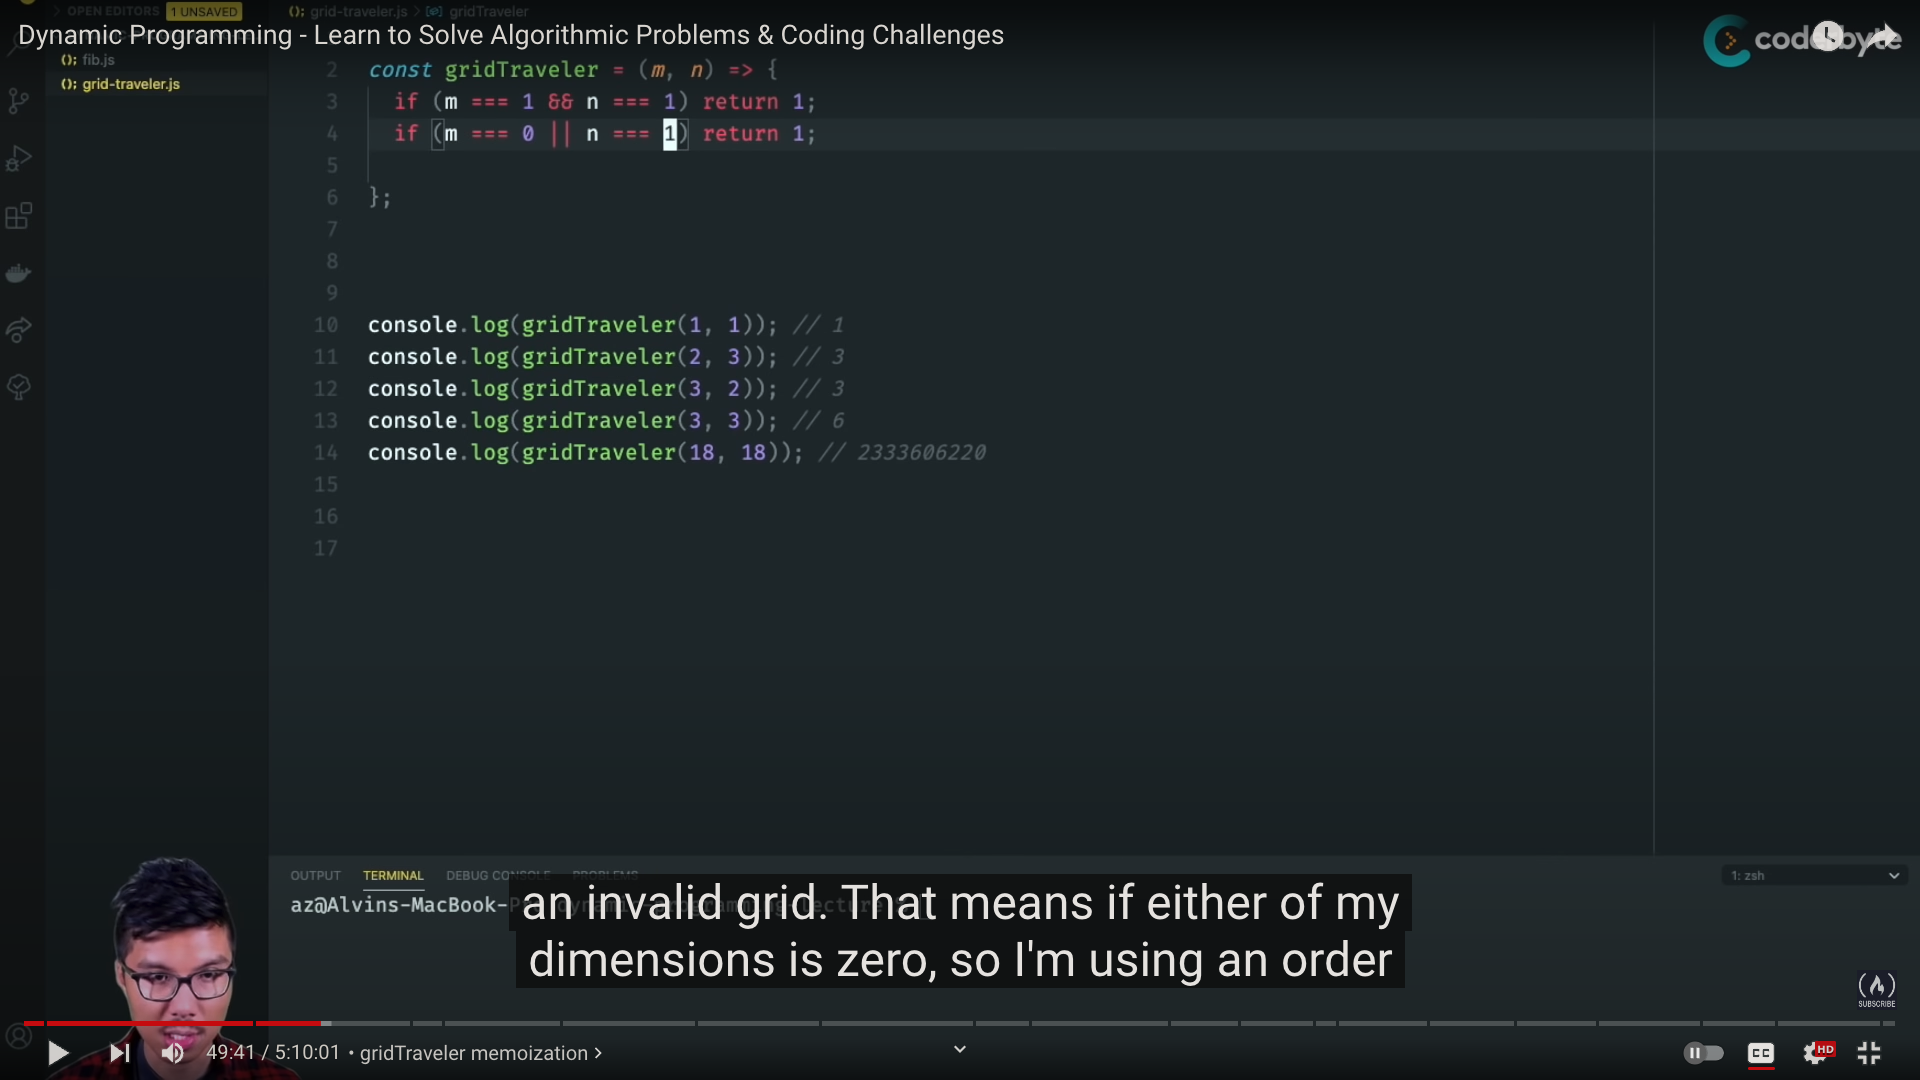 OPEN EDITORS 1 UNSAVED
grid-traveler.js > gridTraveler
Dynamic Programming - Learn to Solve Algorithmic Problems & Coding Challenges
coderbyte
fib.js
grid-traveler.js
2 const gridTraveler = (m, n) => {
3 if (m === 1 && n === 1) return 1;
4 if (m === 0 || n === 1) return 1;
5
6 };
7
8
9
10 console.log(gridTraveler(1, 1)); // 1
11 console.log(gridTraveler(2, 3)); // 3
12 console.log(gridTraveler(3, 2)); // 3
13 console.log(gridTraveler(3, 3)); // 6
14 console.log(gridTraveler(18, 18)); // 2333606220
15
16
17
OUTPUT TERMINAL DEBUG CONSOLE PROBLEMS
1: zsh
az@Alvins-MacBook-
an invalid grid. That means if either of my
dimensions is zero, so I'm using an order
SUBSCRIBE
49:41 / 5:10:01 • gridTraveler memoization >
CC
HD